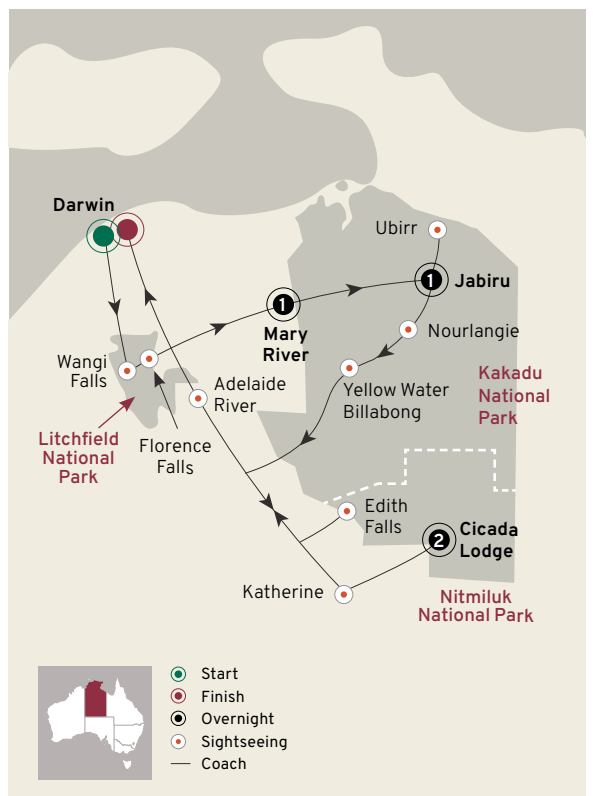 Darwin
Ubirr
1
Jabiru
1
Mary
River
Nourlangie
Wangi
Falls
Adelaide
River
Yellow Water
Billabong
Kakadu
National
Park
Litchfield
National
Park
Florence
Falls
Edith
Falls
2
Cicada
Lodge
Katherine
Nitmiluk
National Park
Start
Finish
Overnight
Sightseeing
Coach